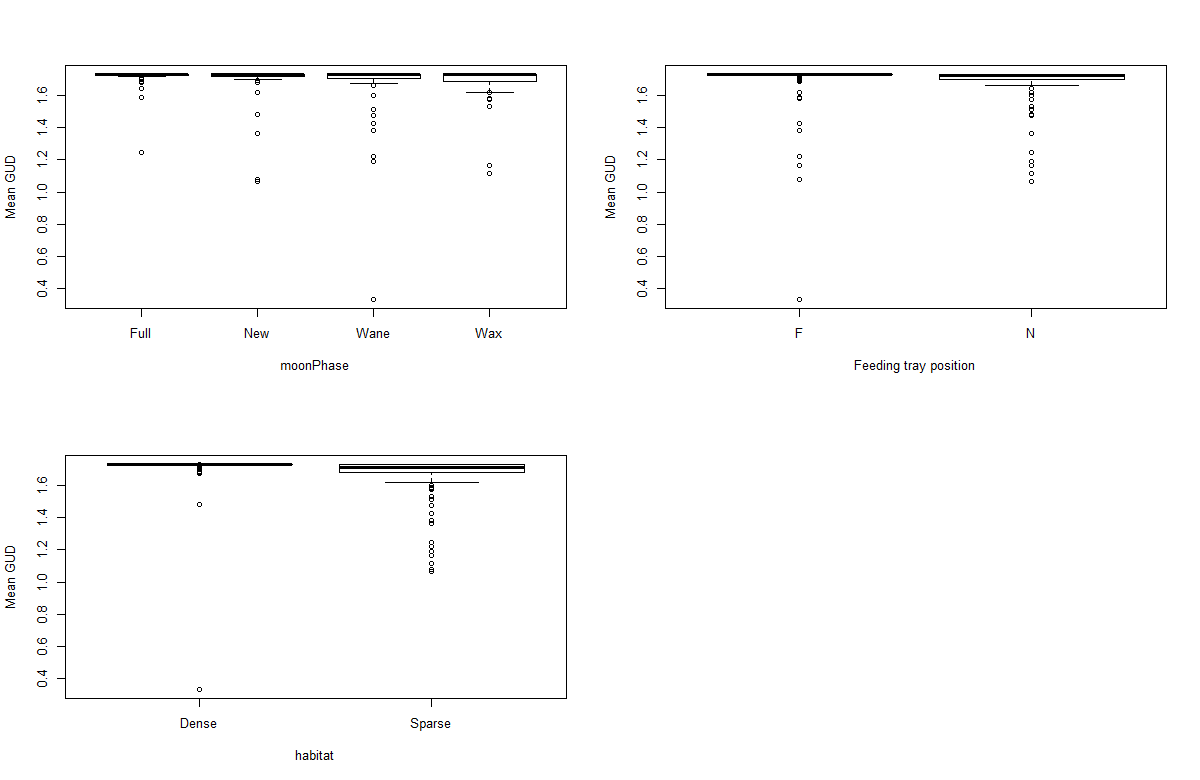 Mean GUD
1.6
1.4
1.2
1.0
0.8
0.6
0.4
Full New Wane Wax
moonPhase
Mean GUD
1.6
1.4
1.2
1.0
0.8
0.6
0.4
F N
Feeding tray position
Mean GUD
1.6
1.4
1.2
1.0
0.8
0.6
0.4
Dense Sparse
habitat